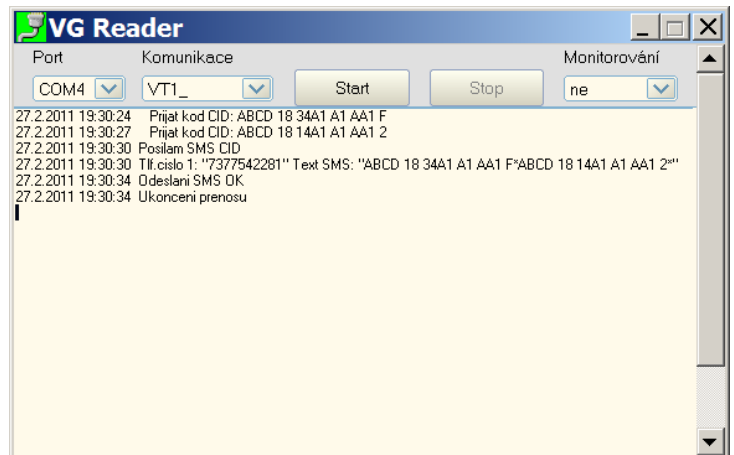 VG Reader
Port Komunikace Monitorování
COM4 VT1_ Start Stop ne
27.2.2011 19:30:24 Prijat kod CID: ABCD 18 34A1 A1 AA1 F
27.2.2011 19:30:27 Prijat kod CID: ABCD 18 14A1 A1 AA1 2
27.2.2011 19:30:30 Posilam SMS CID
27.2.2011 19:30:30 Tlf.cislo 1: "7377542281" Text SMS: "ABCD 18 34A1 A1 AA1 F*ABCD 18 14A1 A1 AA1 2*"
27.2.2011 19:30:34 Odeslani SMS OK
27.2.2011 19:30:34 Ukonceni prenosu